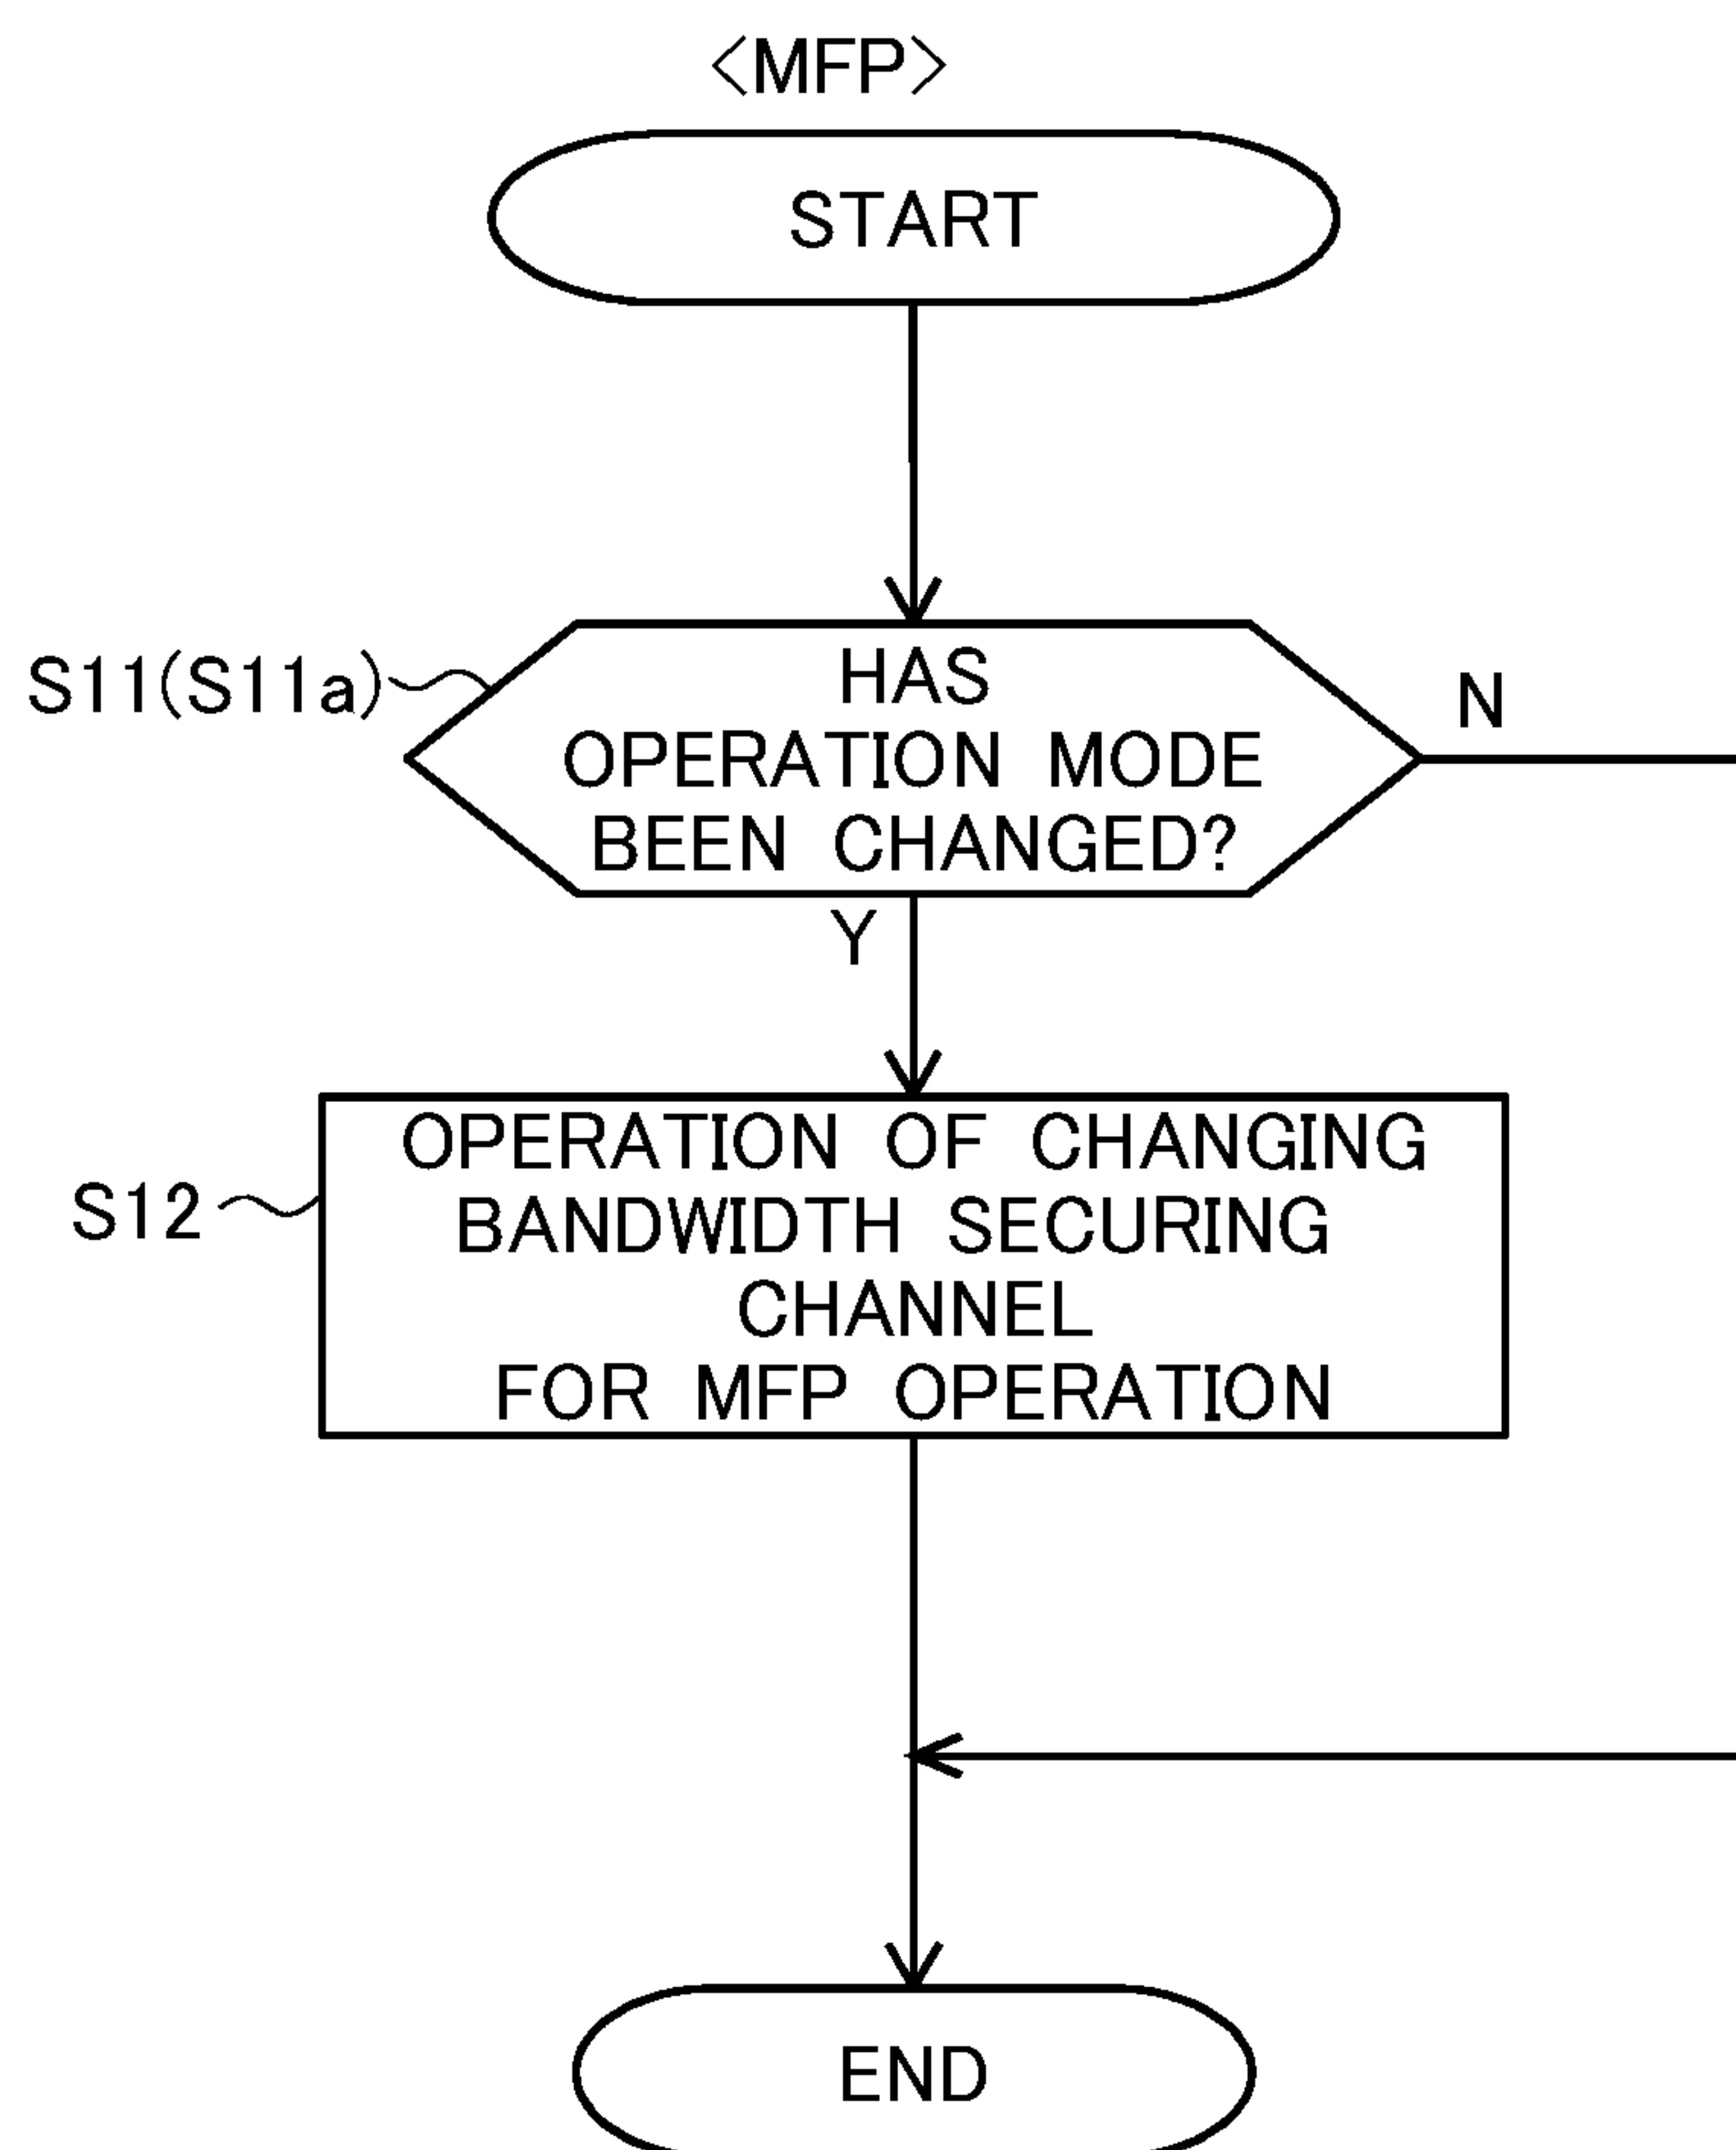 <MFP>
START
S11(S11a)
HAS
OPERATION MODE
BEEN CHANGED?
N
Y
S12
OPERATION OF CHANGING
BANDWIDTH SECURING
CHANNEL
FOR MFP OPERATION
END